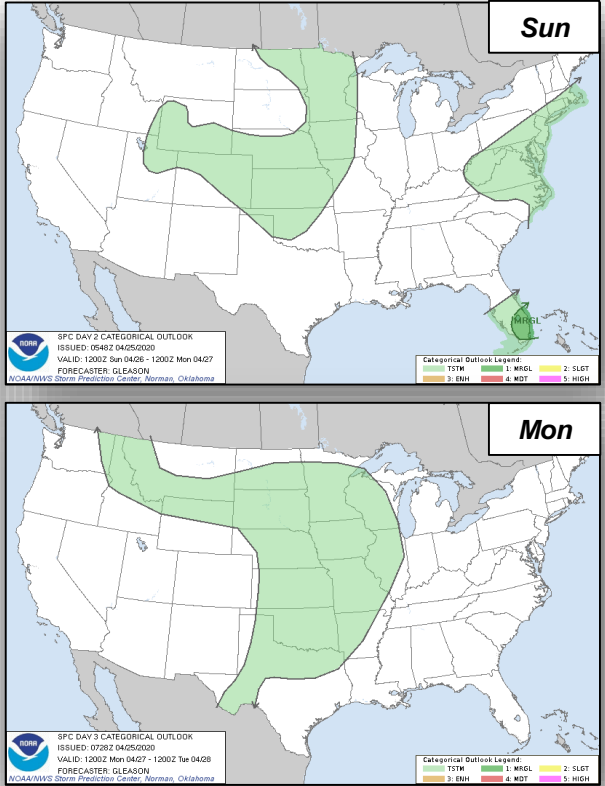 Sun
MRGL
NOAA
SPC DAY 2 CATEGORICAL OUTLOOK
ISSUED: 0548Z 04/25/2020
VALID: 1200Z Sun 04/26 - 1200Z Mon 04/27
FORECASTER: GLEASON
NOAA/NWS Storm Prediction Center, Norman, Oklahoma
Categorical Outlook Legend:
TSTM 1: MRGL 2: SLGT
3: ENH 4: MDT 5: HIGH
Mon
NOAA
SPC DAY 3 CATEGORICAL OUTLOOK
ISSUED: 0728Z 04/25/2020
VALID: 1200Z Mon 04/27 - 1200Z Tue 04/28
FORECASTER: GLEASON
NOAA/NWS Storm Prediction Center, Norman, Oklahoma
Categorical Outlook Legend:
TSTM 1: MRGL 2: SLGT
3: ENH 4: MDT 5: HIGH